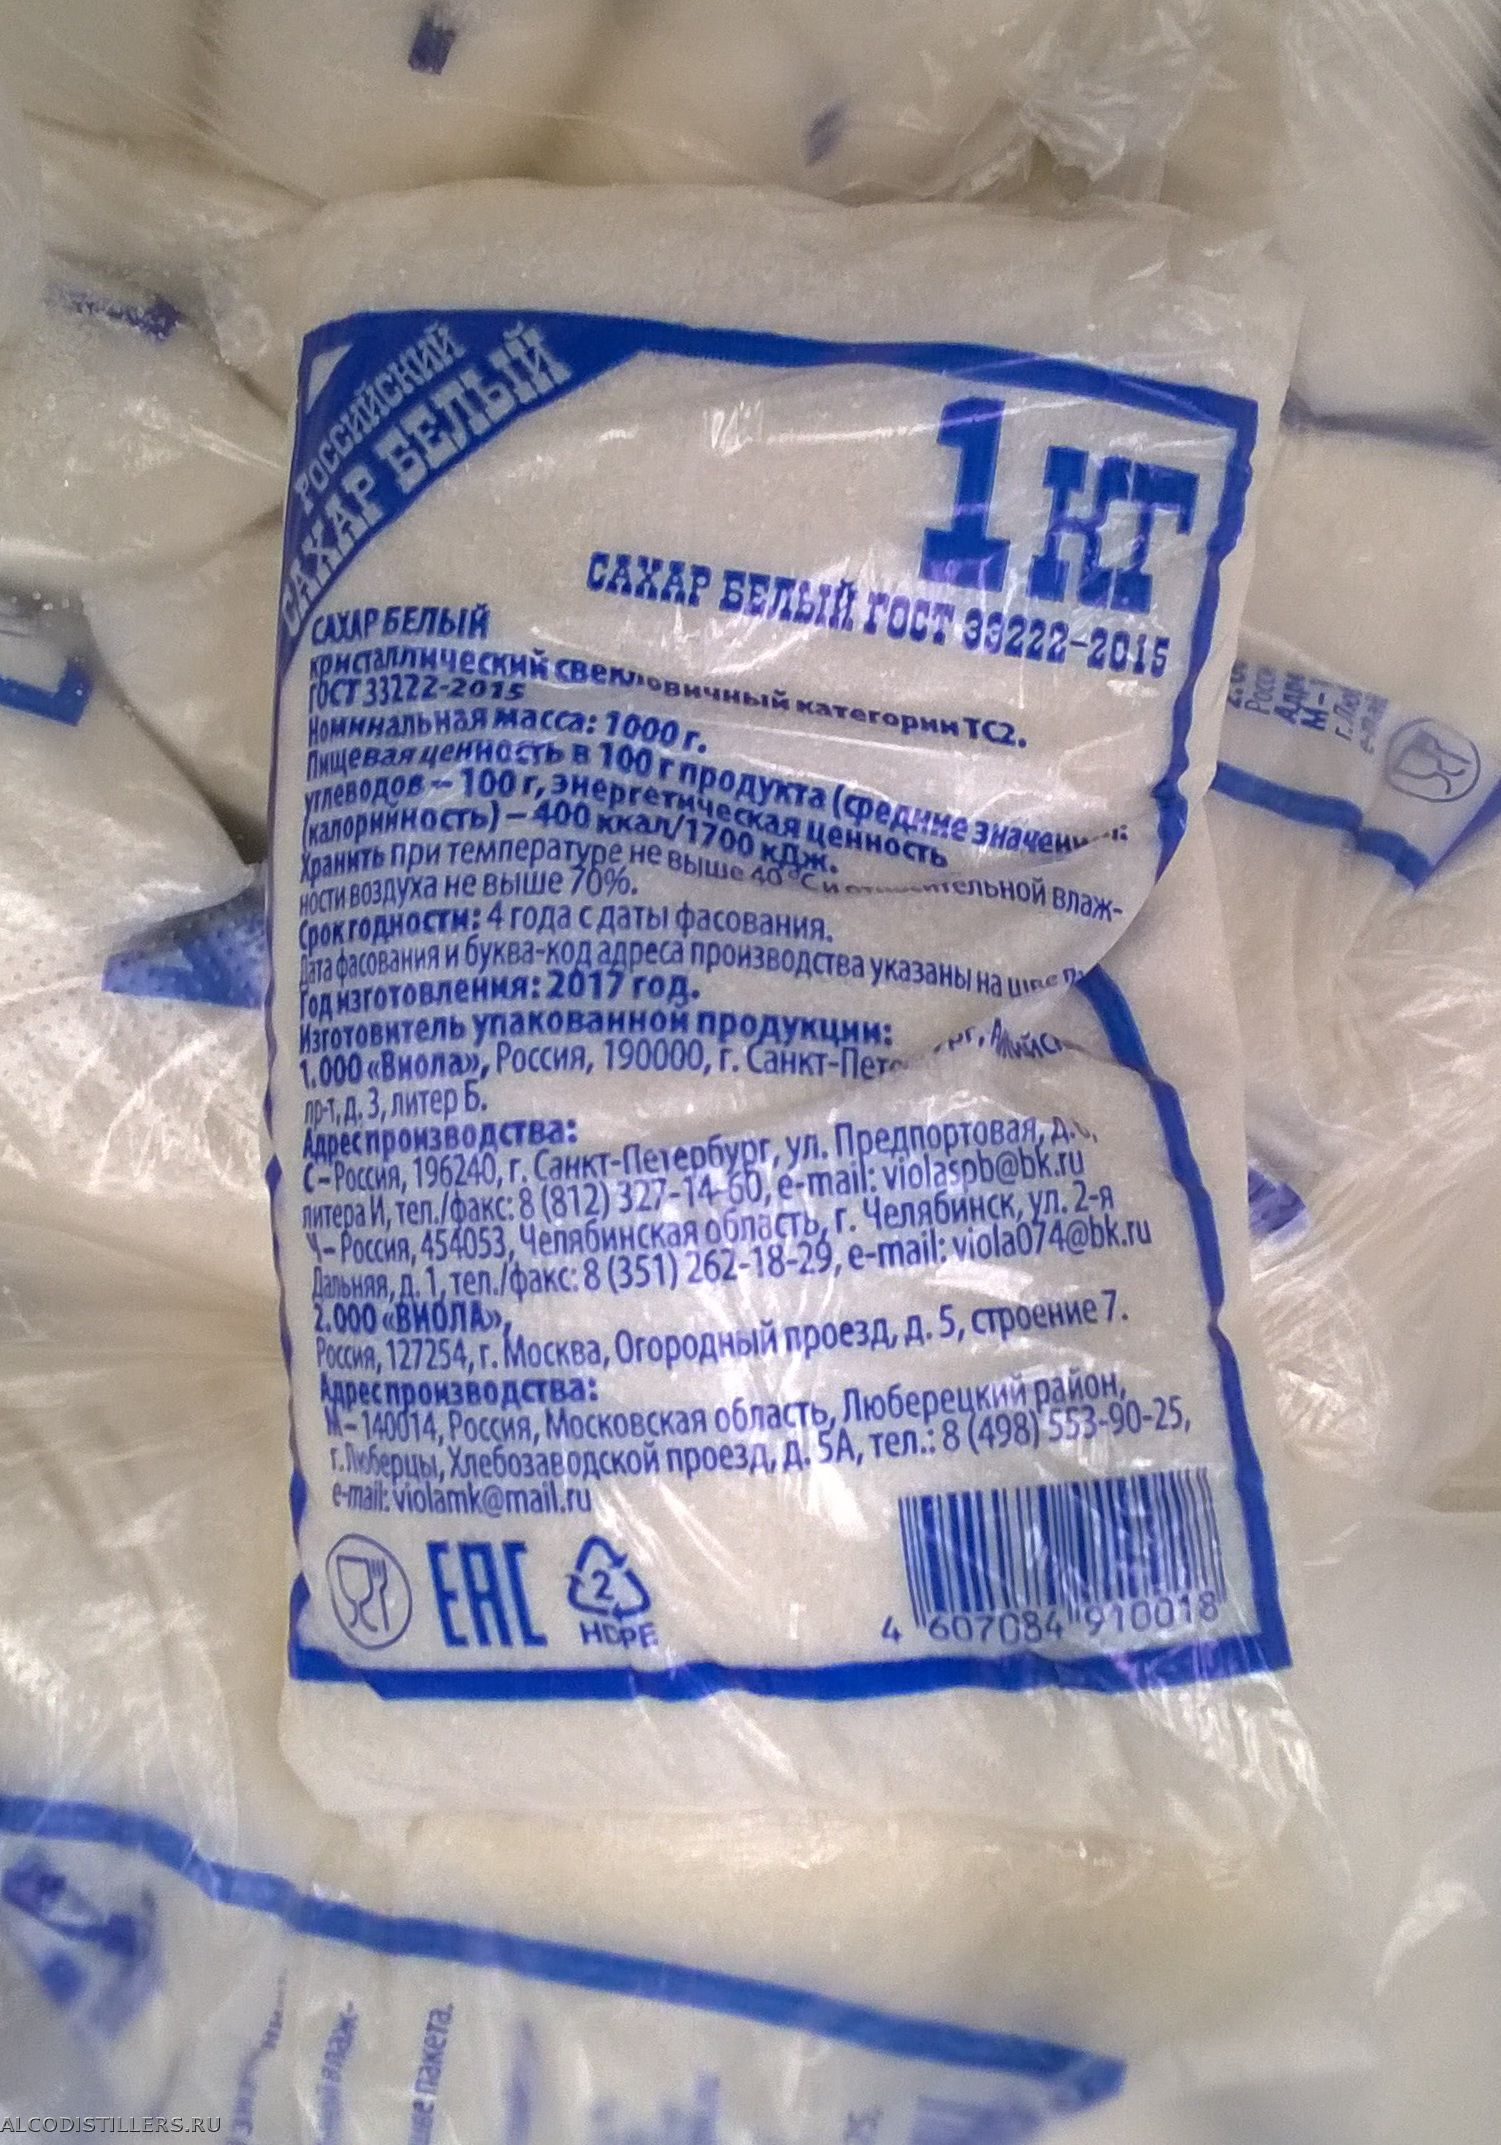 РОССИЙСКИЙ
САХАР БЕЛЫЙ
1 КГ
САХАР БЕЛЫЙ ГОСТ 33222-2015
САХАР БЕЛЫЙ
кристаллический свекловичный категории ТС2.
ГОСТ 33222-2015
Номинальная масса: 1000 г.
Пищевая ценность в 100 г продукта (средние
углеводов – 100 г, энергетическая ценность
(калорийность) – 400 ккал/1700 кДж.
Хранить при температуре не выше 40°С и влаж-
ности воздуха не выше 70%.
Срок годности: 4 года с даты фасования.
Дата фасования и буква-код адреса производства указаны на
Год изготовления: 2017 год.
Изготовитель упакованной продукции:
1.ООО «Виола», Россия, 190000, г.
пр-т, д. 3, литер Б.
Адрес производства:
С – Россия, 196240, г. Санкт-Петербург, ул. Предпортовая,
литера И, тел./факс: 8 (812) 327-14-60, e-mail: violaspb@bk.ru
Ч – Россия, 454053, Челябинская область, г. Челябинск, ул. 2-я
Дальняя, д. 1, тел./факс: 8 (351) 262-18-29, e-mail: viola074@bk.ru
2.ООО «ВИОЛА»,
Россия, 127254, г. Москва, Огородный проезд, д. 5, строение 7.
Адрес производства:
М – 140014, Россия, Московская область, Люберецкий район,
г. Люберцы, Хлебозаводской проезд, д. 5А, тел.: 8 (498) 553-90-25,
e-mail: violamk@mail.ru
EAC
2
HDPE
4 607084 910018
М – 1
пакета.
ALCODISTILLERS.RU